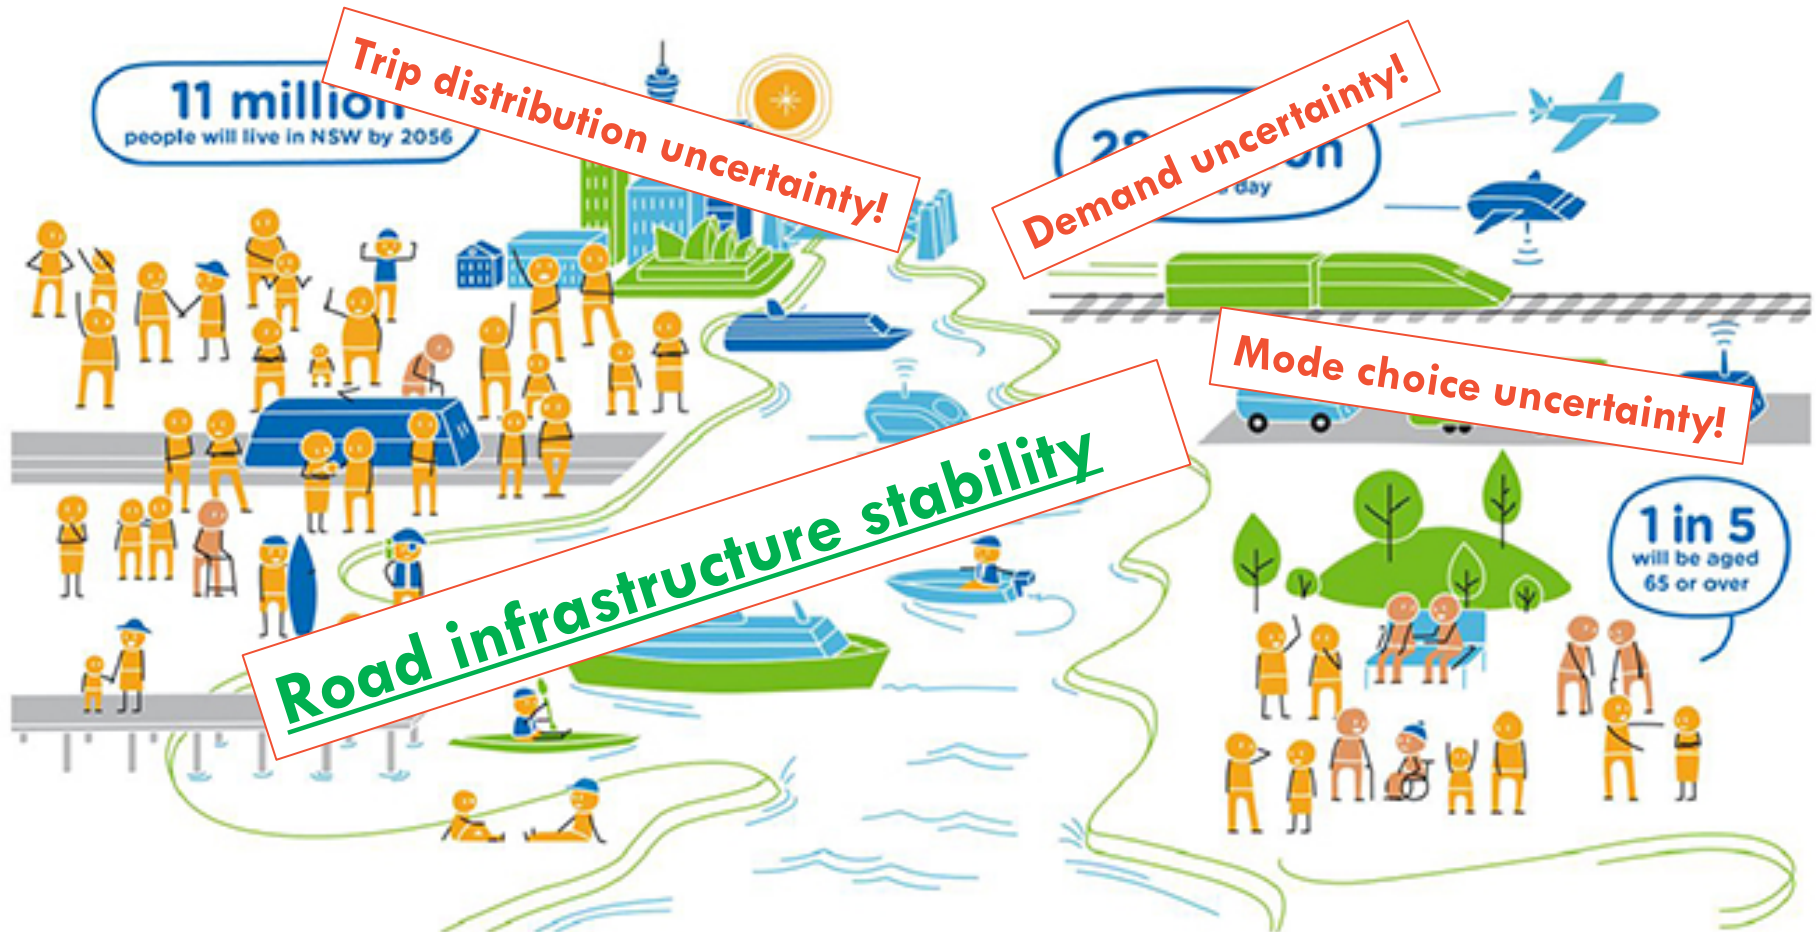 Trip distribution uncertainty!
11 million
people will live in NSW by 2056
Demand uncertainty!
day
Mode choice uncertainty!
Road infrastructure stability
1 in 5
will be aged
65 or over